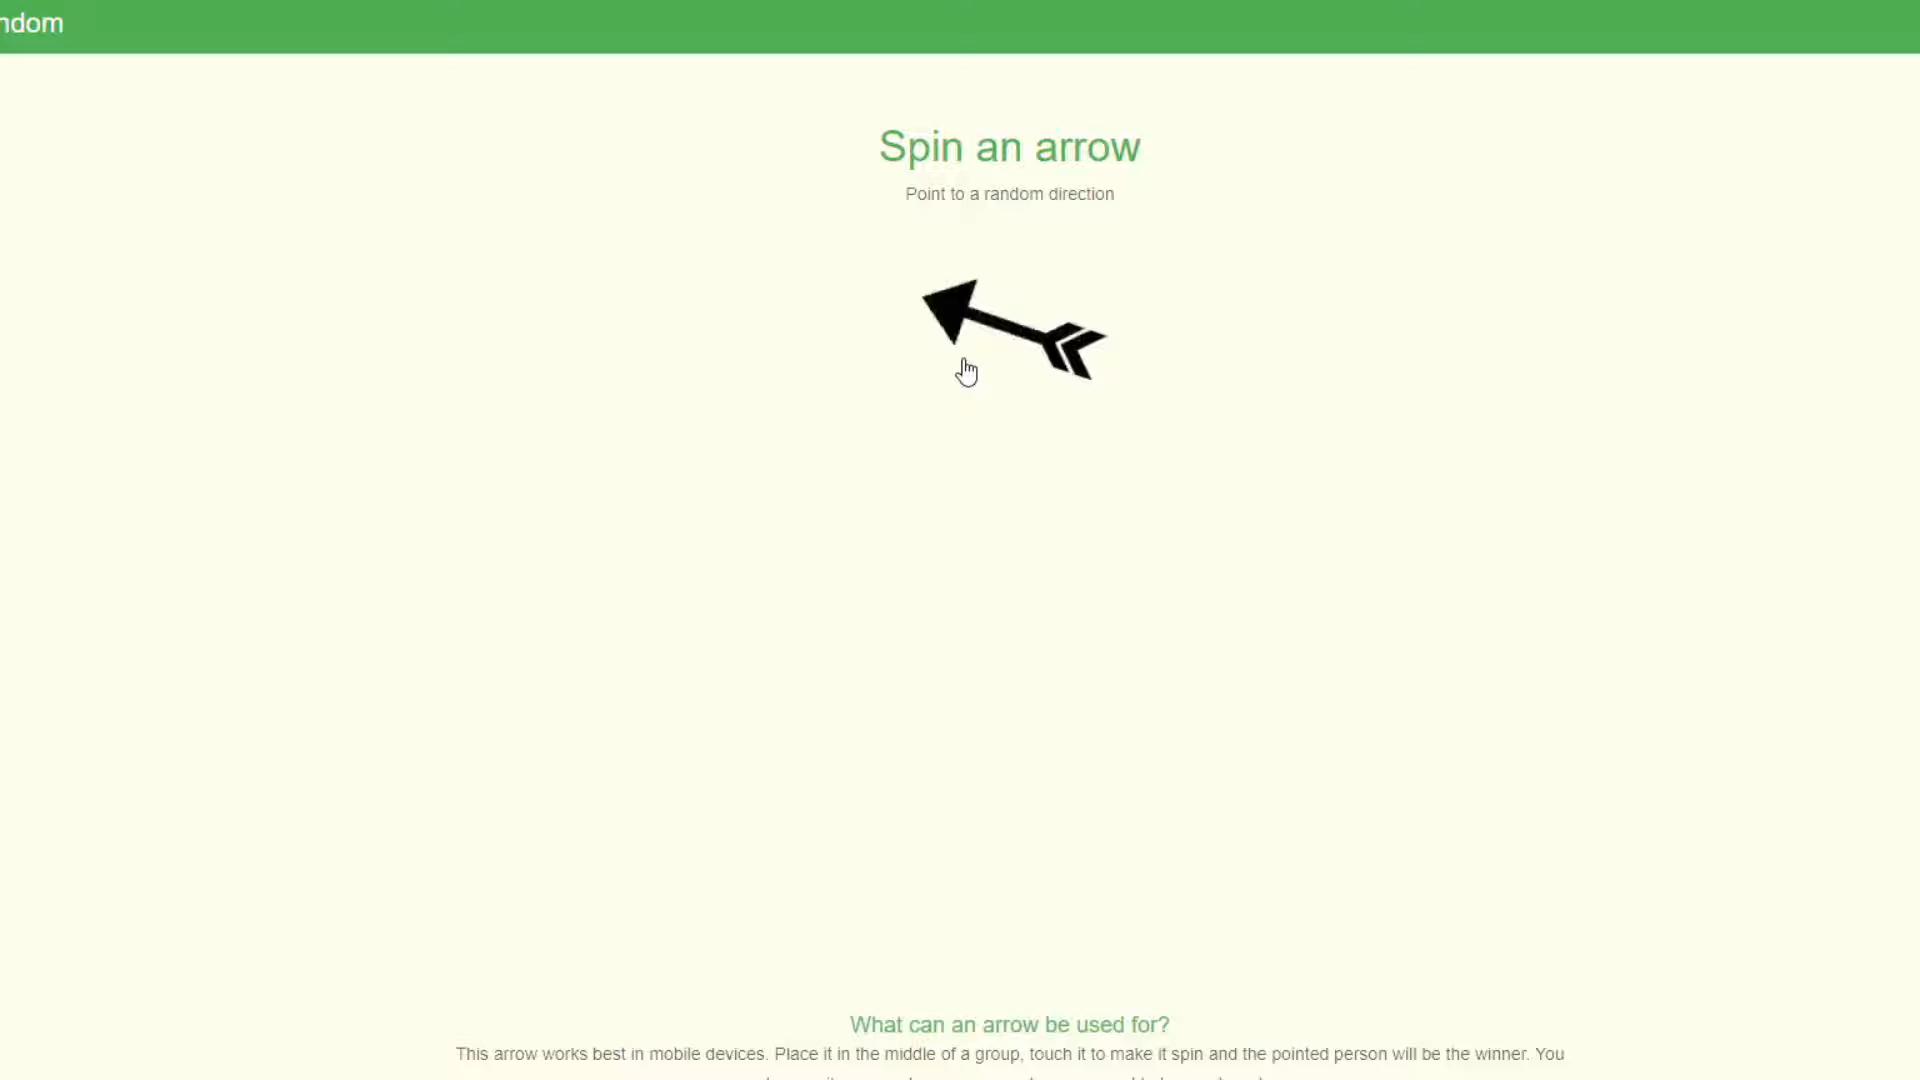 ndom
Spin an arrow
Point to a random direction
What can an arrow be used for?
This arrow works best in mobile devices. Place it in the middle of a group, touch it to make it spin and the pointed person will be the winner. You